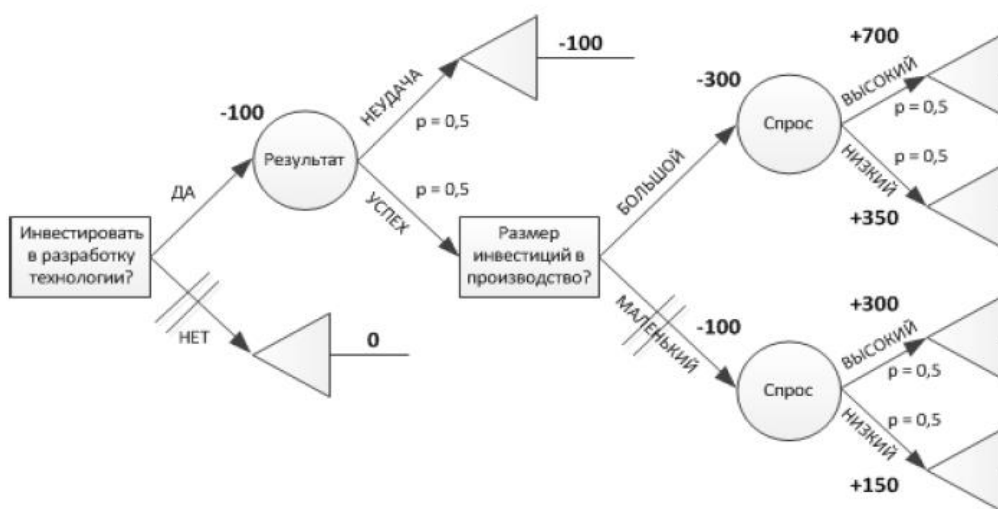 Инвестировать
в разработку
технологии?
ДА
НЕТ
0
-100
Результат
НЕУДАЧА
p = 0,5
-100
p = 0,5
УСПЕХ
Размер
инвестиций в
производство?
БОЛЬШОЙ
МАЛЕНЬКИЙ
-300
Спрос
+700
ВЫСОКИЙ
p = 0,5
p = 0,5
НИЗКИЙ
+350
-100
Спрос
+300
ВЫСОКИЙ
p = 0,5
p = 0,5
НИЗКИЙ
+150